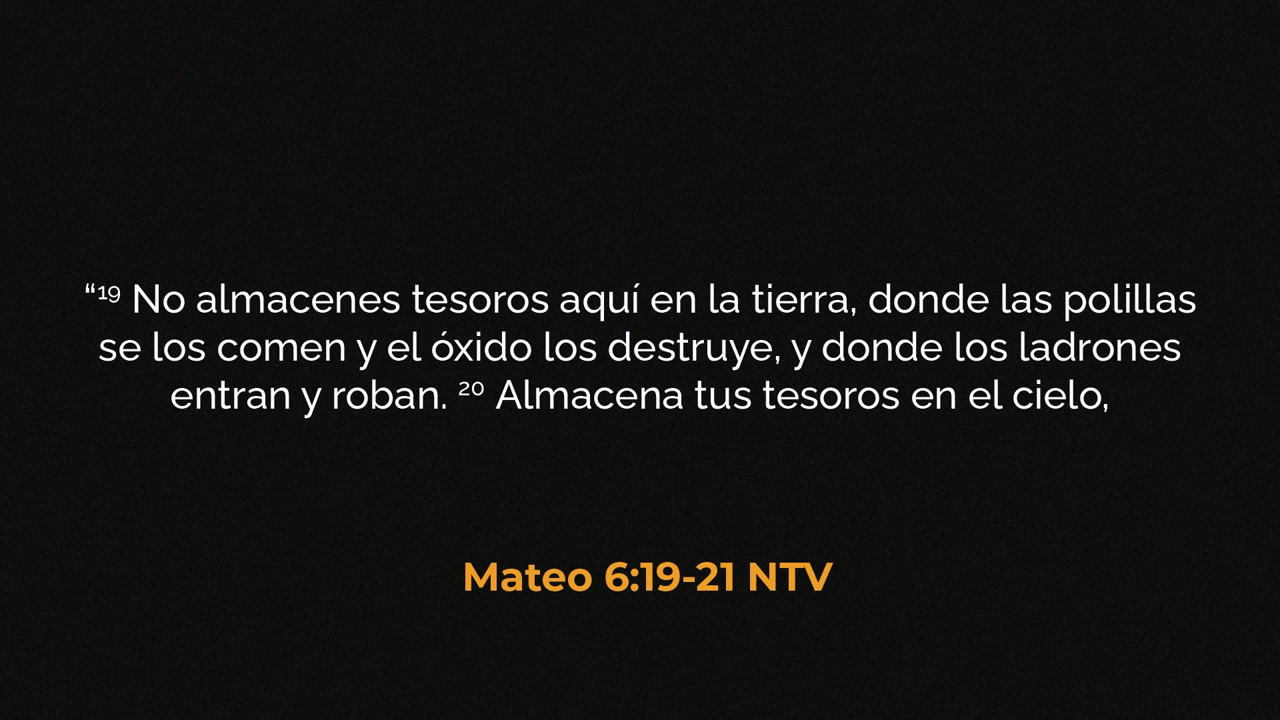 “¹⁹ No almacenes tesoros aquí en la tierra, donde las polillas
se los comen y el óxido los destruye, y donde los ladrones
entran y roban. ²⁰ Almacena tus tesoros en el cielo,
Mateo 6:19-21 NTV